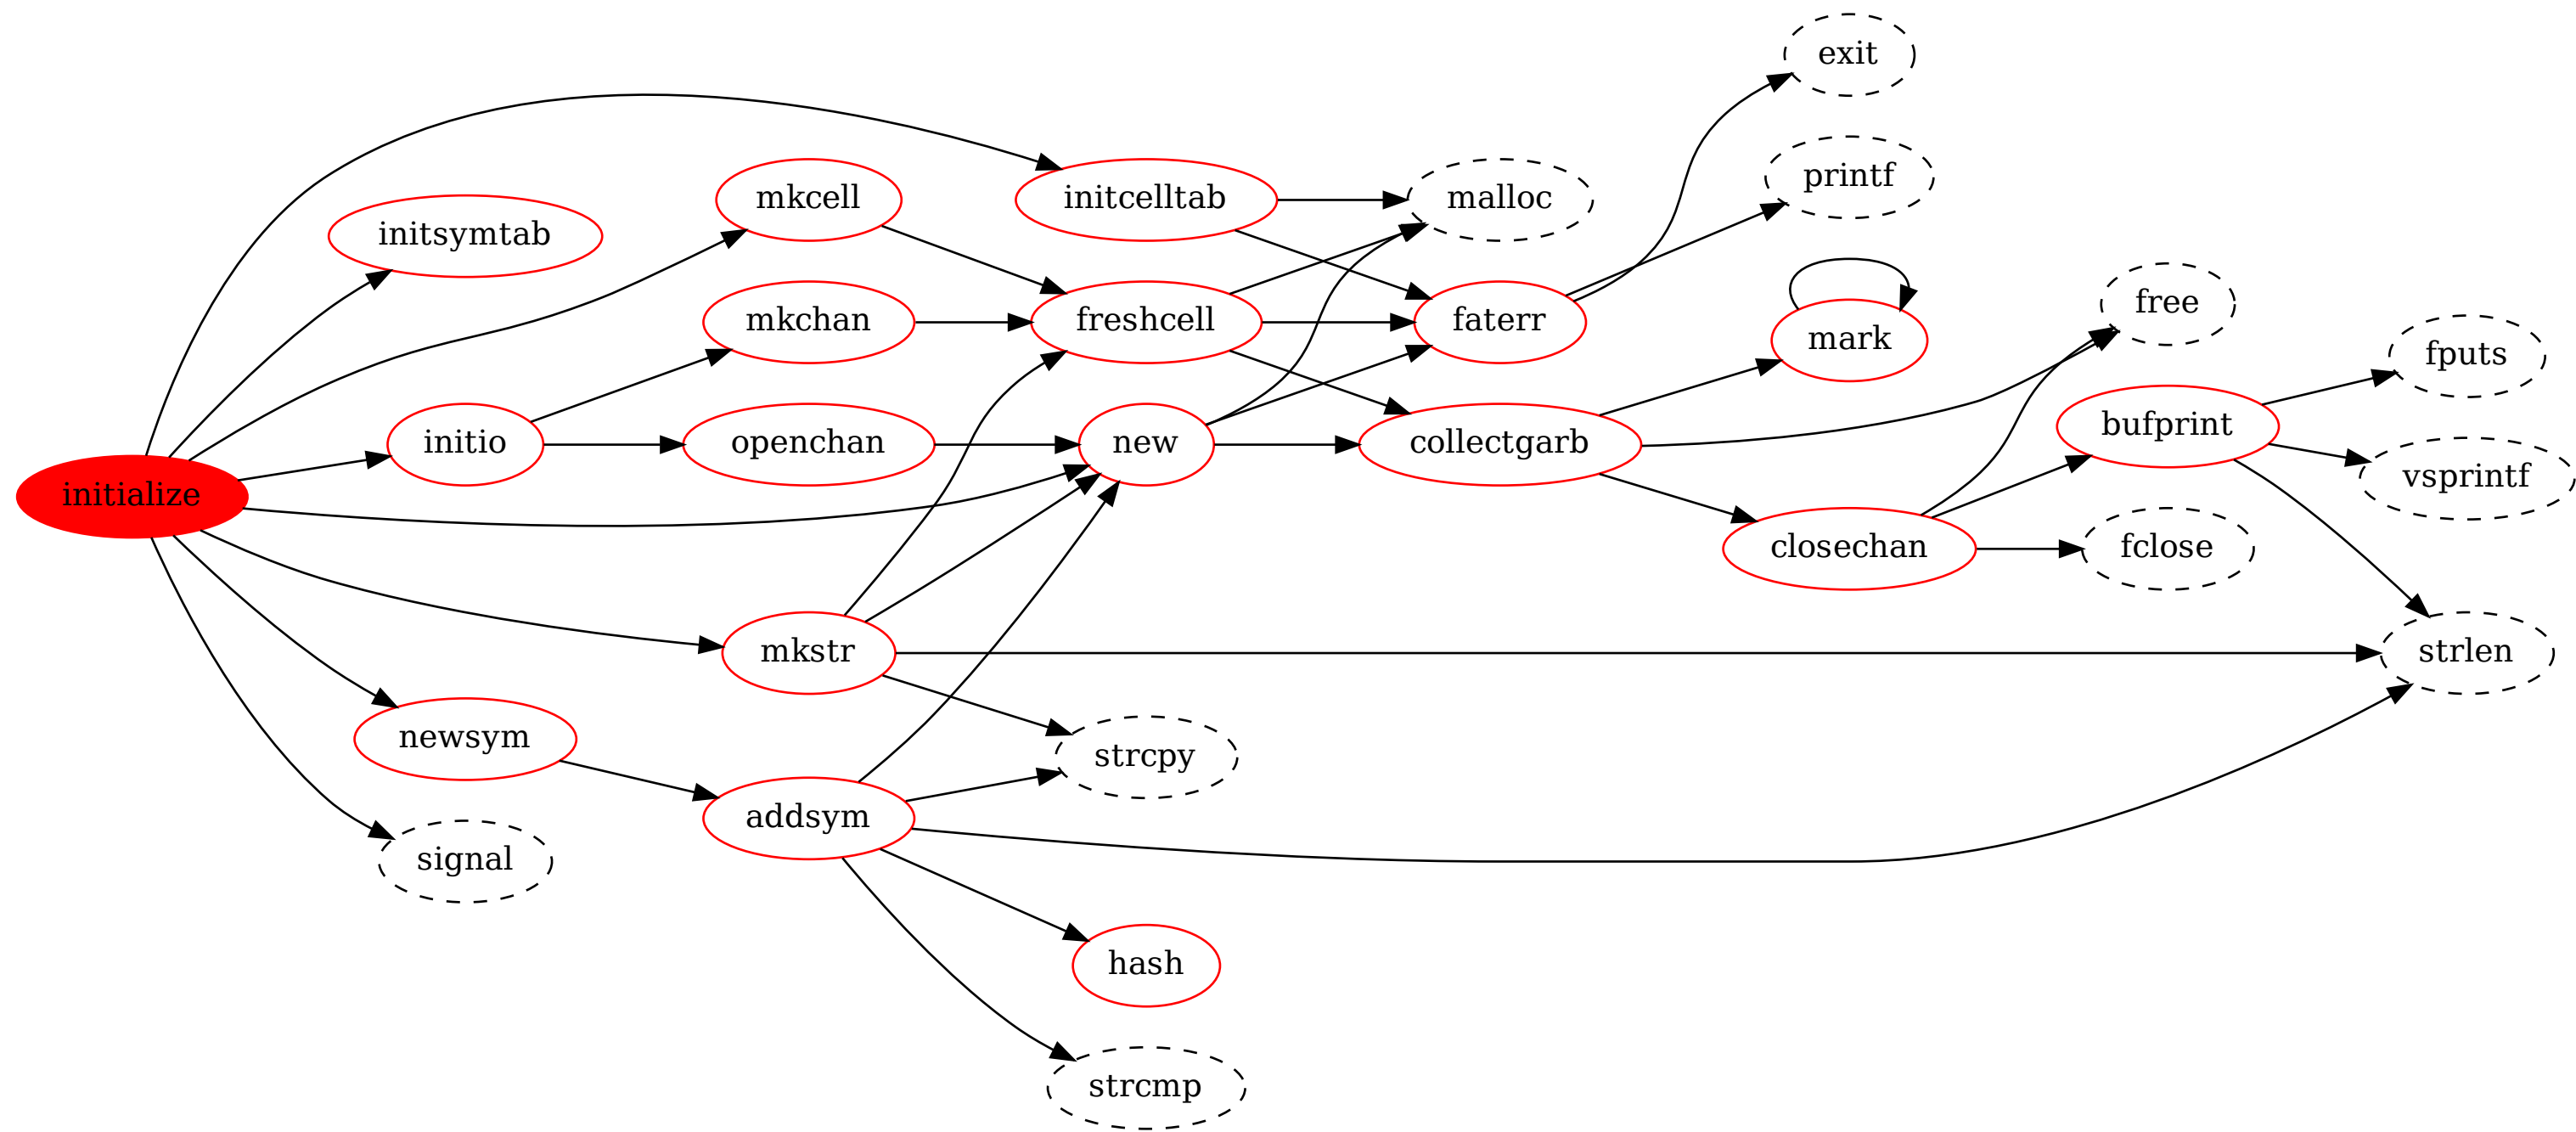 exit
printf
mkcell
initcelltab
malloc
initsymtab
free
mkchan
freshcell
faterr
mark
fputs
bufprint
initio
openchan
new
collectgarb
vsprintf
initialize
closechan
fclose
mkstr
strlen
newsym
strcpy
addsym
signal
hash
strcmp